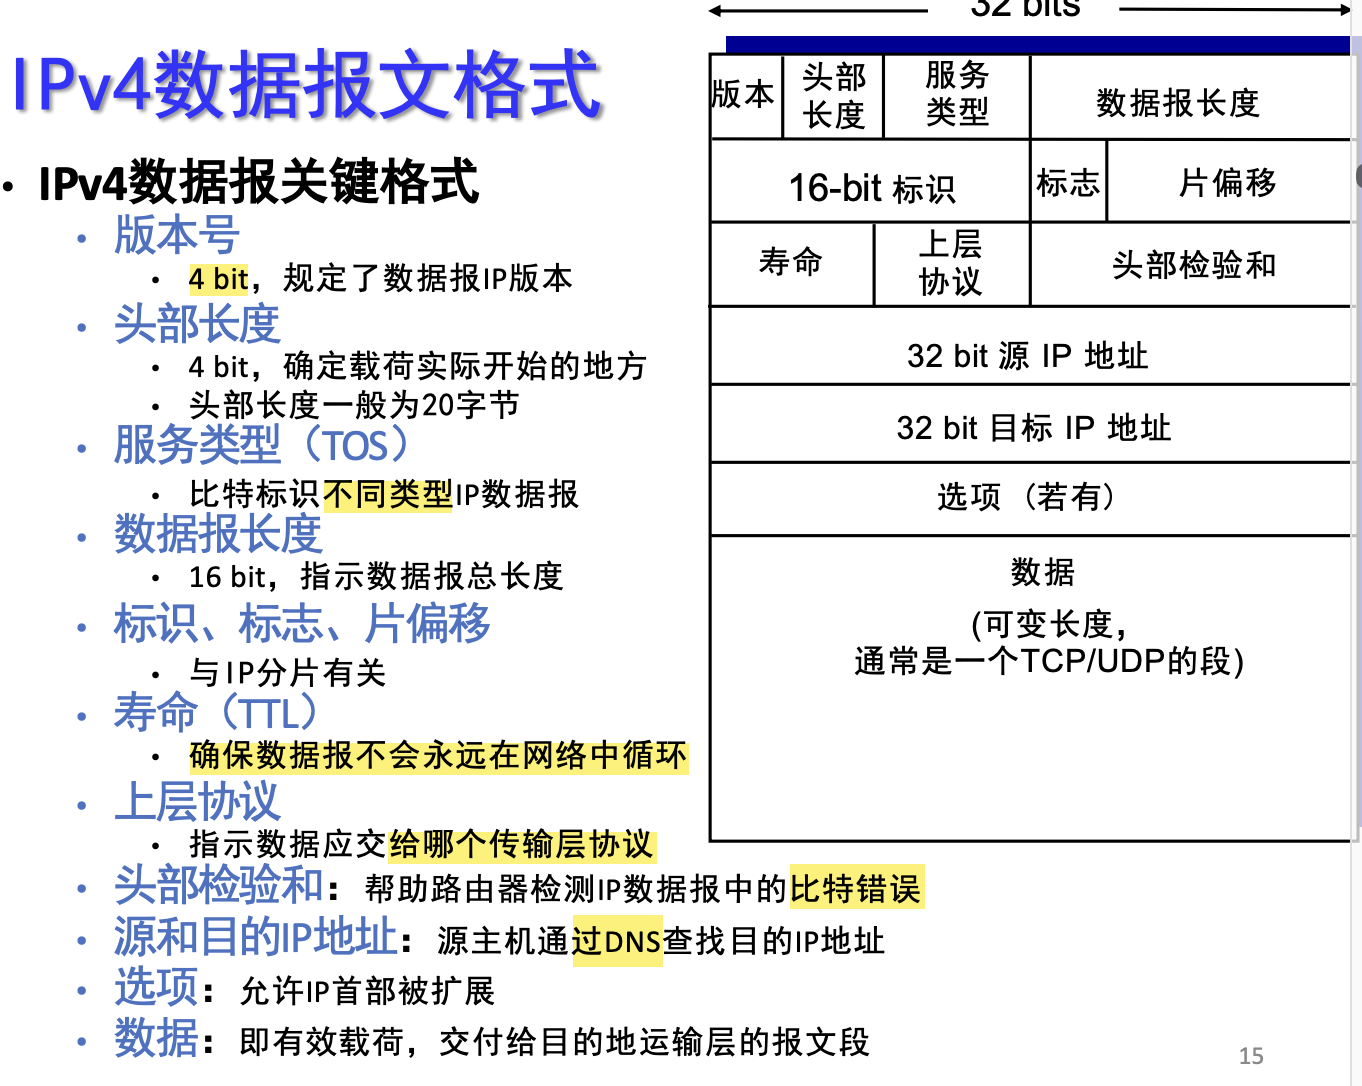 IPv4数据报文格式
• IPv4数据报关键格式
• 版本号
• 4 bit，规定了数据报IP版本
• 头部长度
• 4 bit，确定载荷实际开始的地方
• 头部长度一般为20字节
• 服务类型（TOS）
• 比特标识不同类型IP数据报
• 数据报长度
• 16 bit，指示数据报总长度
• 标识、标志、片偏移
• 与IP分片有关
• 寿命（TTL）
• 确保数据报不会永远在网络中循环
• 上层协议
• 指示数据应交给哪个传输层协议
• 头部检验和：帮助路由器检测IP数据报中的比特错误
• 源和目的IP地址：源主机通过DNS查找目的IP地址
• 选项：允许IP首部被扩展
• 数据：即有效载荷，交付给目的地运输层的报文段
32 bits
版本
头部
长度
服务
类型
数据报长度
16-bit 标识
标志
片偏移
寿命
上层
协议
头部检验和
32 bit 源 IP 地址
32 bit 目标 IP 地址
选项（若有）
数据
(可变长度,
通常是一个TCP/UDP的段)
15